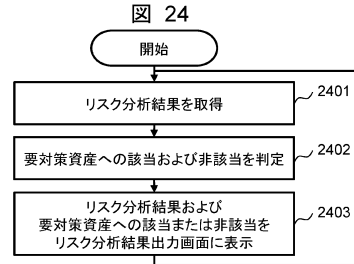 図 24
開始
リスク分析結果を取得
2401
要対策資産への該当および非該当を判定
2402
リスク分析結果および
要対策資産への該当または非該当を
リスク分析結果出力画面に表示
2403